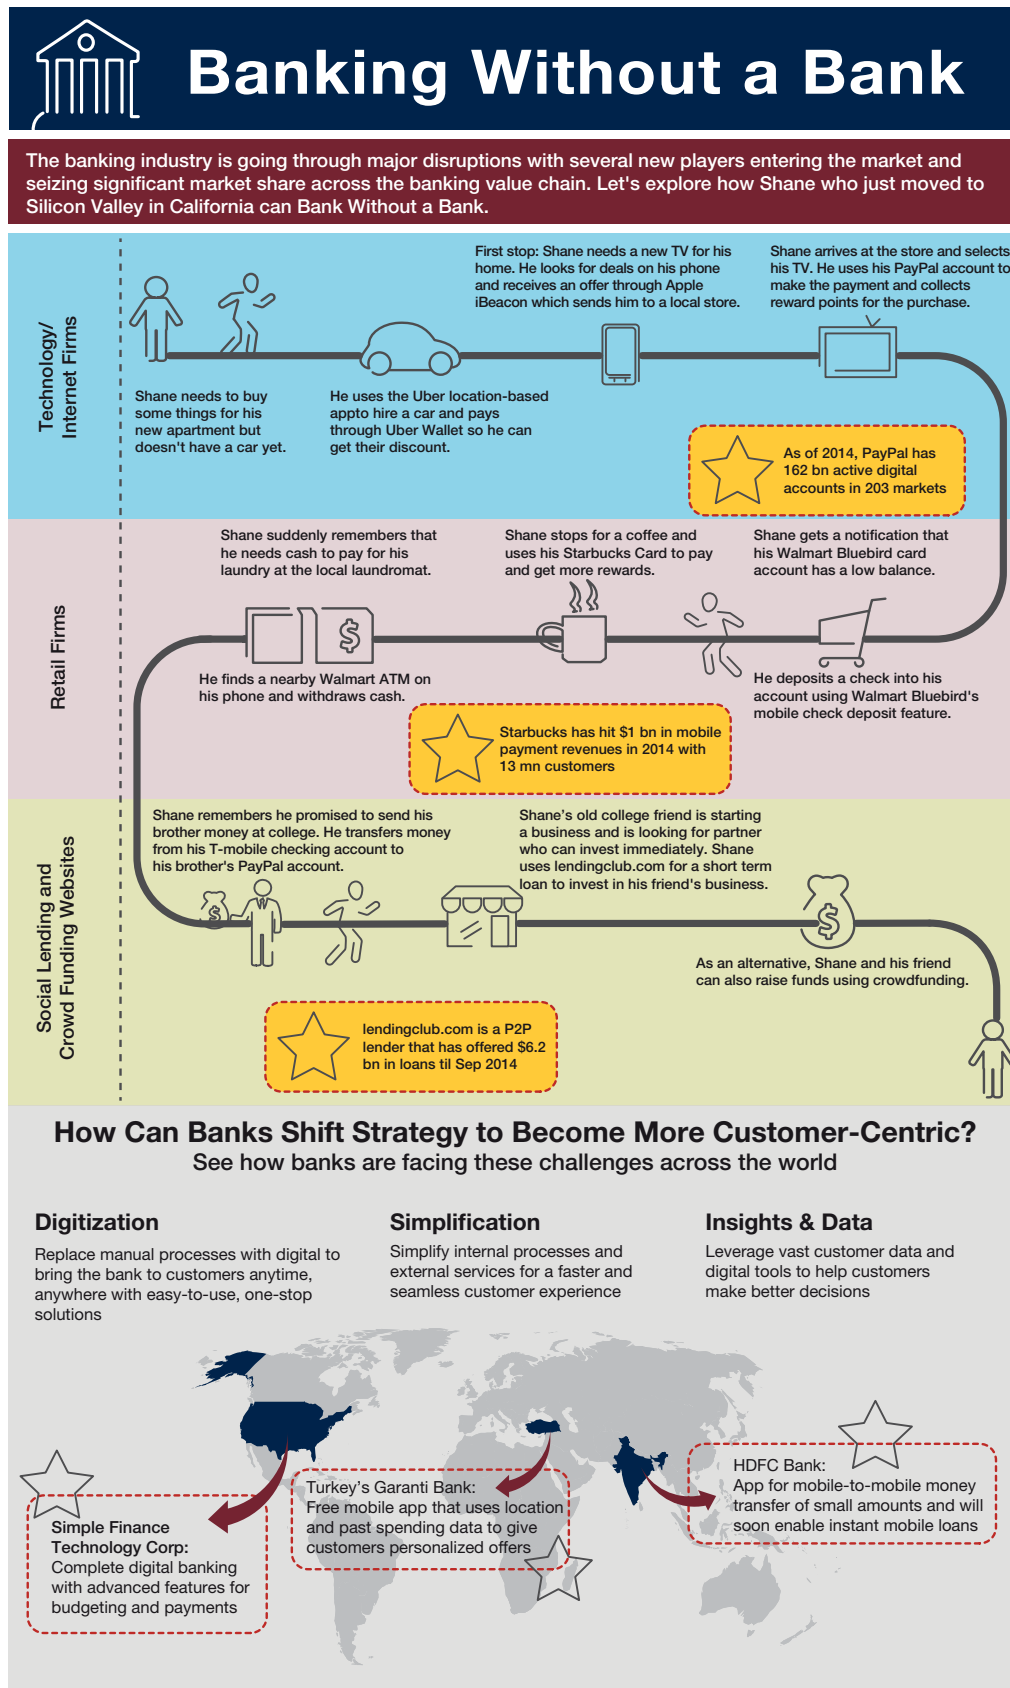 Banking Without a Bank
The banking industry is going through major disruptions with several new players entering the market and
seizing significant market share across the banking value chain. Let's explore how Shane who just moved to
Silicon Valley in California can Bank Without a Bank.
Technology/
Internet Firms
Shane needs to buy
some things for his
new apartment but
doesn't have a car yet.
He uses the Uber location-based
appto hire a car and pays
through Uber Wallet so he can
get their discount.
First stop: Shane needs a new TV for his
home. He looks for deals on his phone
and receives an offer through Apple
iBeacon which sends him to a local store.
Shane arrives at the store and selects
his TV. He uses his PayPal account to
make the payment and collects
reward points for the purchase.
As of 2014, PayPal has
162 bn active digital
accounts in 203 markets
Retail Firms
Shane gets a notification that
his Walmart Bluebird card
account has a low balance.
He deposits a check into his
account using Walmart Bluebird's
mobile check deposit feature.
Shane stops for a coffee and
uses his Starbucks Card to pay
and get more rewards.
Shane suddenly remembers that
he needs cash to pay for his
laundry at the local laundromat.
$
He finds a nearby Walmart ATM on
his phone and withdraws cash.
Starbucks has hit $1 bn in mobile
payment revenues in 2014 with
13 mn customers
Social Lending and
Crowd Funding Websites
Shane remembers he promised to send his
brother money at college. He transfers money
from his T-mobile checking account to
his brother's PayPal account.
$
Shane's old college friend is starting
a business and is looking for partner
who can invest immediately. Shane
uses lendingclub.com for a short term
loan to invest in his friend's business.
$
As an alternative, Shane and his friend
can also raise funds using crowdfunding.
lendingclub.com is a P2P
lender that has offered $6.2
bn in loans til Sep 2014
How Can Banks Shift Strategy to Become More Customer-Centric?
See how banks are facing these challenges across the world
Digitization
Replace manual processes with digital to
bring the bank to customers anytime,
anywhere with easy-to-use, one-stop
solutions
Simplification
Simplify internal processes and
external services for a faster and
seamless customer experience
Insights & Data
Leverage vast customer data and
digital tools to help customers
make better decisions
Simple Finance
Technology Corp:
Complete digital banking
with advanced features for
budgeting and payments
Turkey's Garanti Bank:
Free mobile app that uses location
and past spending data to give
customers personalized offers
HDFC Bank:
App for mobile-to-mobile money
transfer of small amounts and will
soon enable instant mobile loans